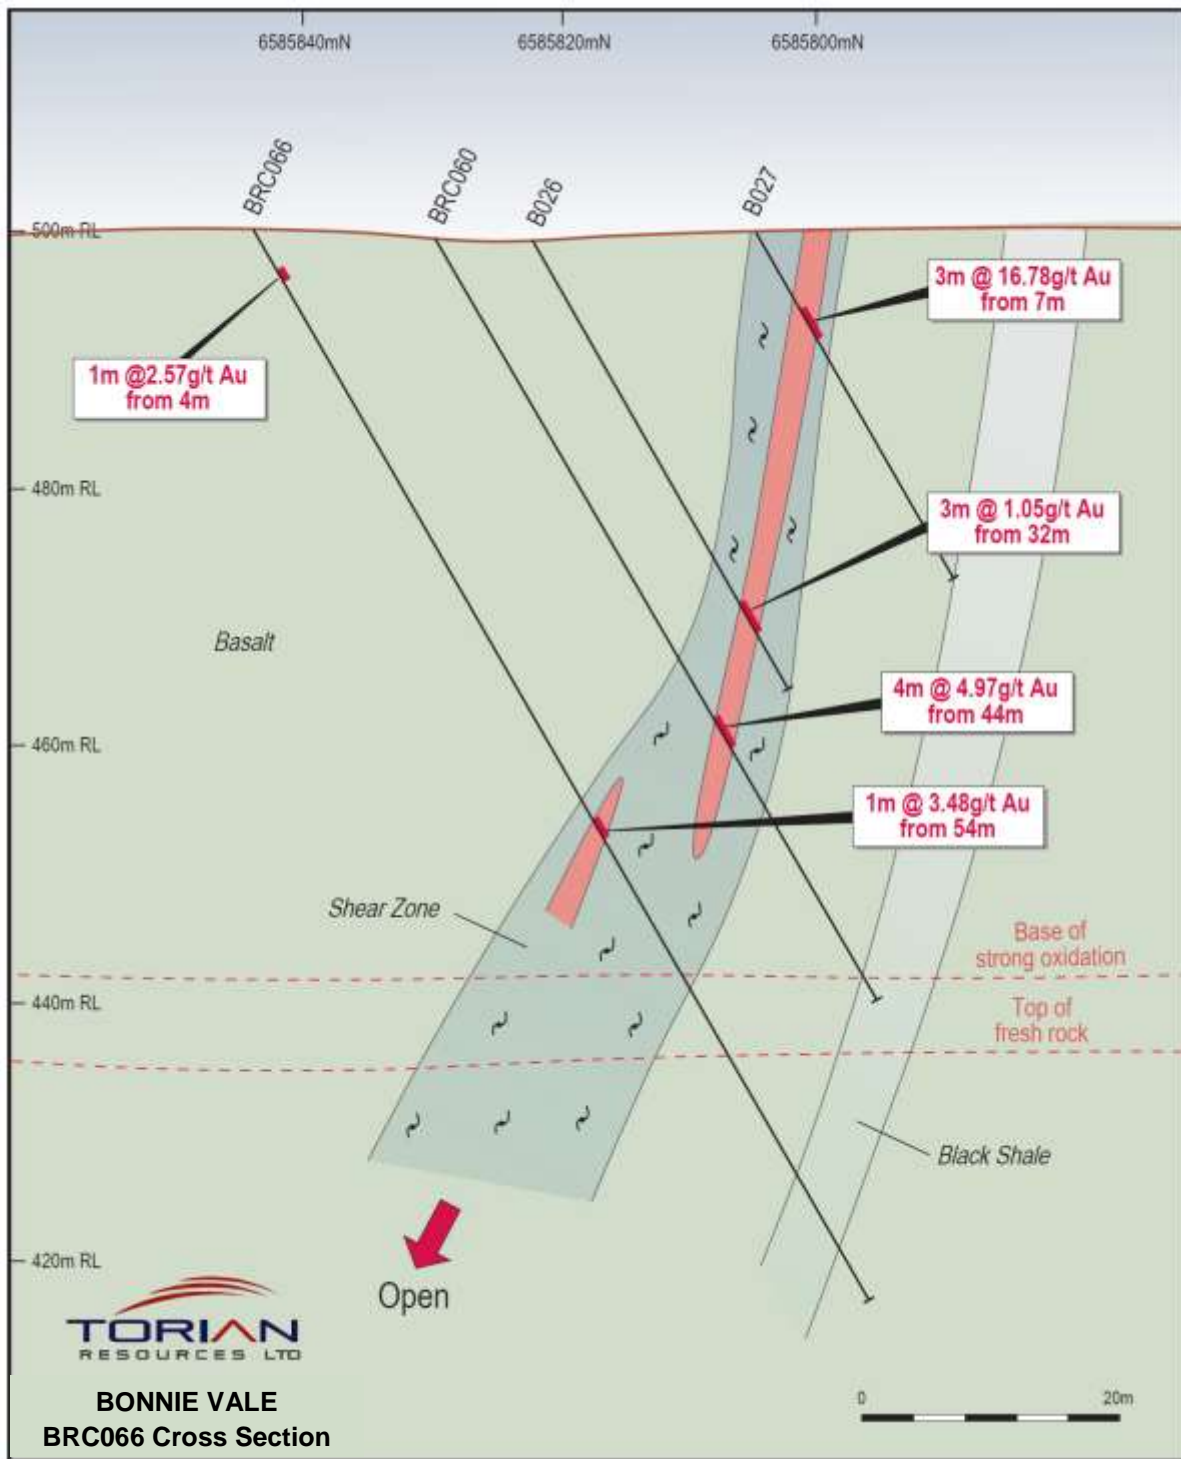 6585840mN
6585820mN
6585800mN
BRC066
BRC060
B026
B027
500m RL
3m @ 16.78g/t Au
from 7m
1m @2.57g/t Au
from 4m
480m RL
3m @ 1.05g/t Au
from 32m
Basalt
4m @ 4.97g/t Au
from 44m
460m RL
1m @ 3.48g/t Au
from 54m
Shear Zone
Base of
strong oxidation
440m RL
Top of
fresh rock
Black Shale
420m RL
Open
TORIAN
RESOURCES LTD
BONNIE VALE
BRC066 Cross Section
0
20m